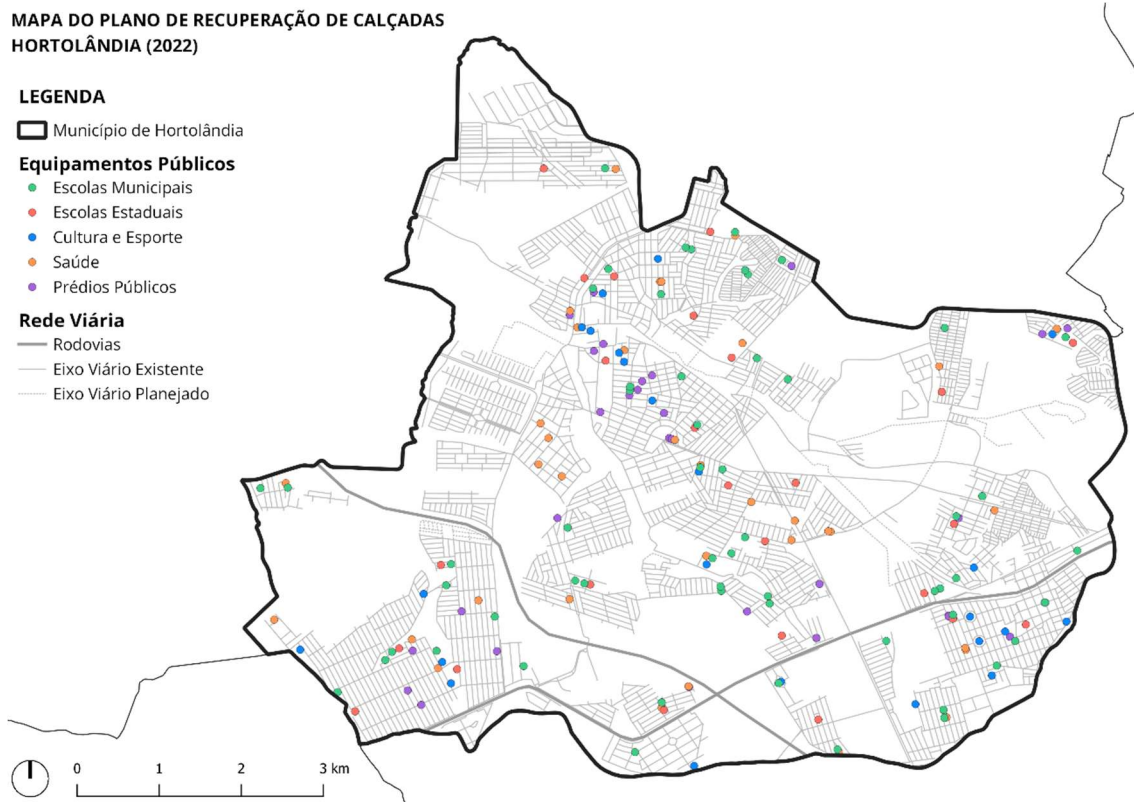 MAPA DO PLANO DE RECUPERAÇÃO DE CALÇADAS
HORTOLÂNDIA (2022)
LEGENDA
Município de Hortolândia
Equipamentos Públicos
Escolas Municipais
Escolas Estaduais
Cultura e Esporte
Saúde
Prédios Públicos
Rede Viária
Rodovias
Eixo Viário Existente
Eixo Viário Planejado
0 1 2 3 km